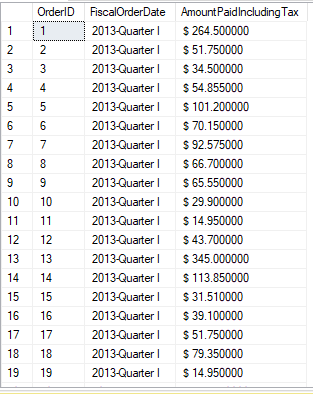 OrderID FiscalOrderDate AmountPaidIncludingTax
1 1 2013-Quarter I $ 264.500000
2 2 2013-Quarter I $ 51.750000
3 3 2013-Quarter I $ 34.500000
4 4 2013-Quarter I $ 54.855000
5 5 2013-Quarter I $ 101.200000
6 6 2013-Quarter I $ 70.150000
7 7 2013-Quarter I $ 92.575000
8 8 2013-Quarter I $ 66.700000
9 9 2013-Quarter I $ 65.550000
10 10 2013-Quarter I $ 29.900000
11 11 2013-Quarter I $ 14.950000
12 12 2013-Quarter I $ 43.700000
13 13 2013-Quarter I $ 345.000000
14 14 2013-Quarter I $ 113.850000
15 15 2013-Quarter I $ 31.510000
16 16 2013-Quarter I $ 39.100000
17 17 2013-Quarter I $ 51.750000
18 18 2013-Quarter I $ 79.350000
19 19 2013-Quarter I $ 14.950000